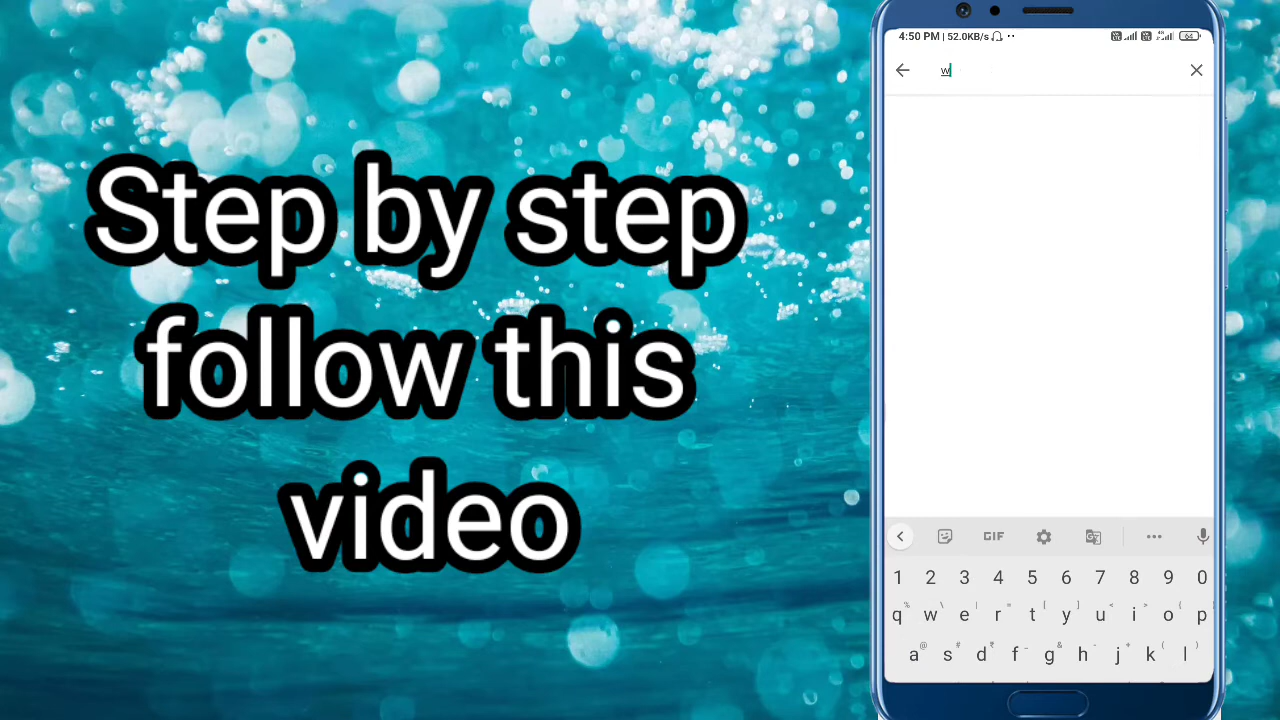 Step by step
follow this
video
4:50 PM | 52.0KB/s
64
w
GIF
1 2 3 4 5 6 7 8 9 0
q w e r t y u i o p
a s d f g h j k l